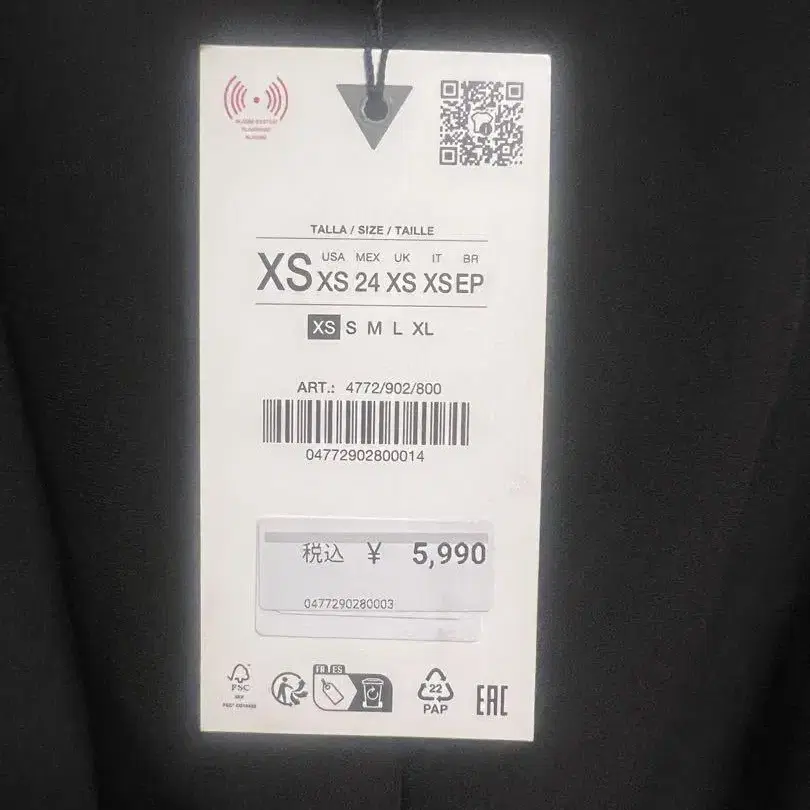 TALLA / SIZE / TAILLE
USA MEX UK IT BR
XS XS 24 XS XS EP
XS S M L XL
ART.: 4772/902/800
04772902800014
税込 ¥ 5,990
0477290280003
FR ES
FSC
22
PAP
EAC